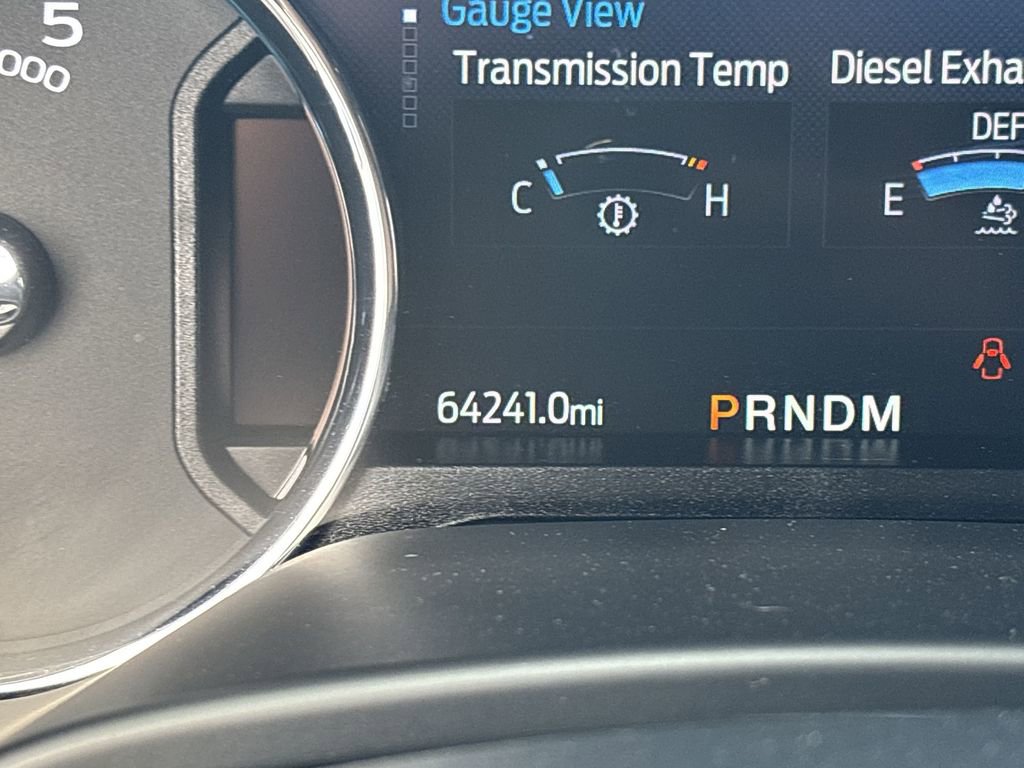 5
000
Gauge View
Transmission Temp
Diesel Exha
DEF
C
H
E
64241.0mi
PRNDM